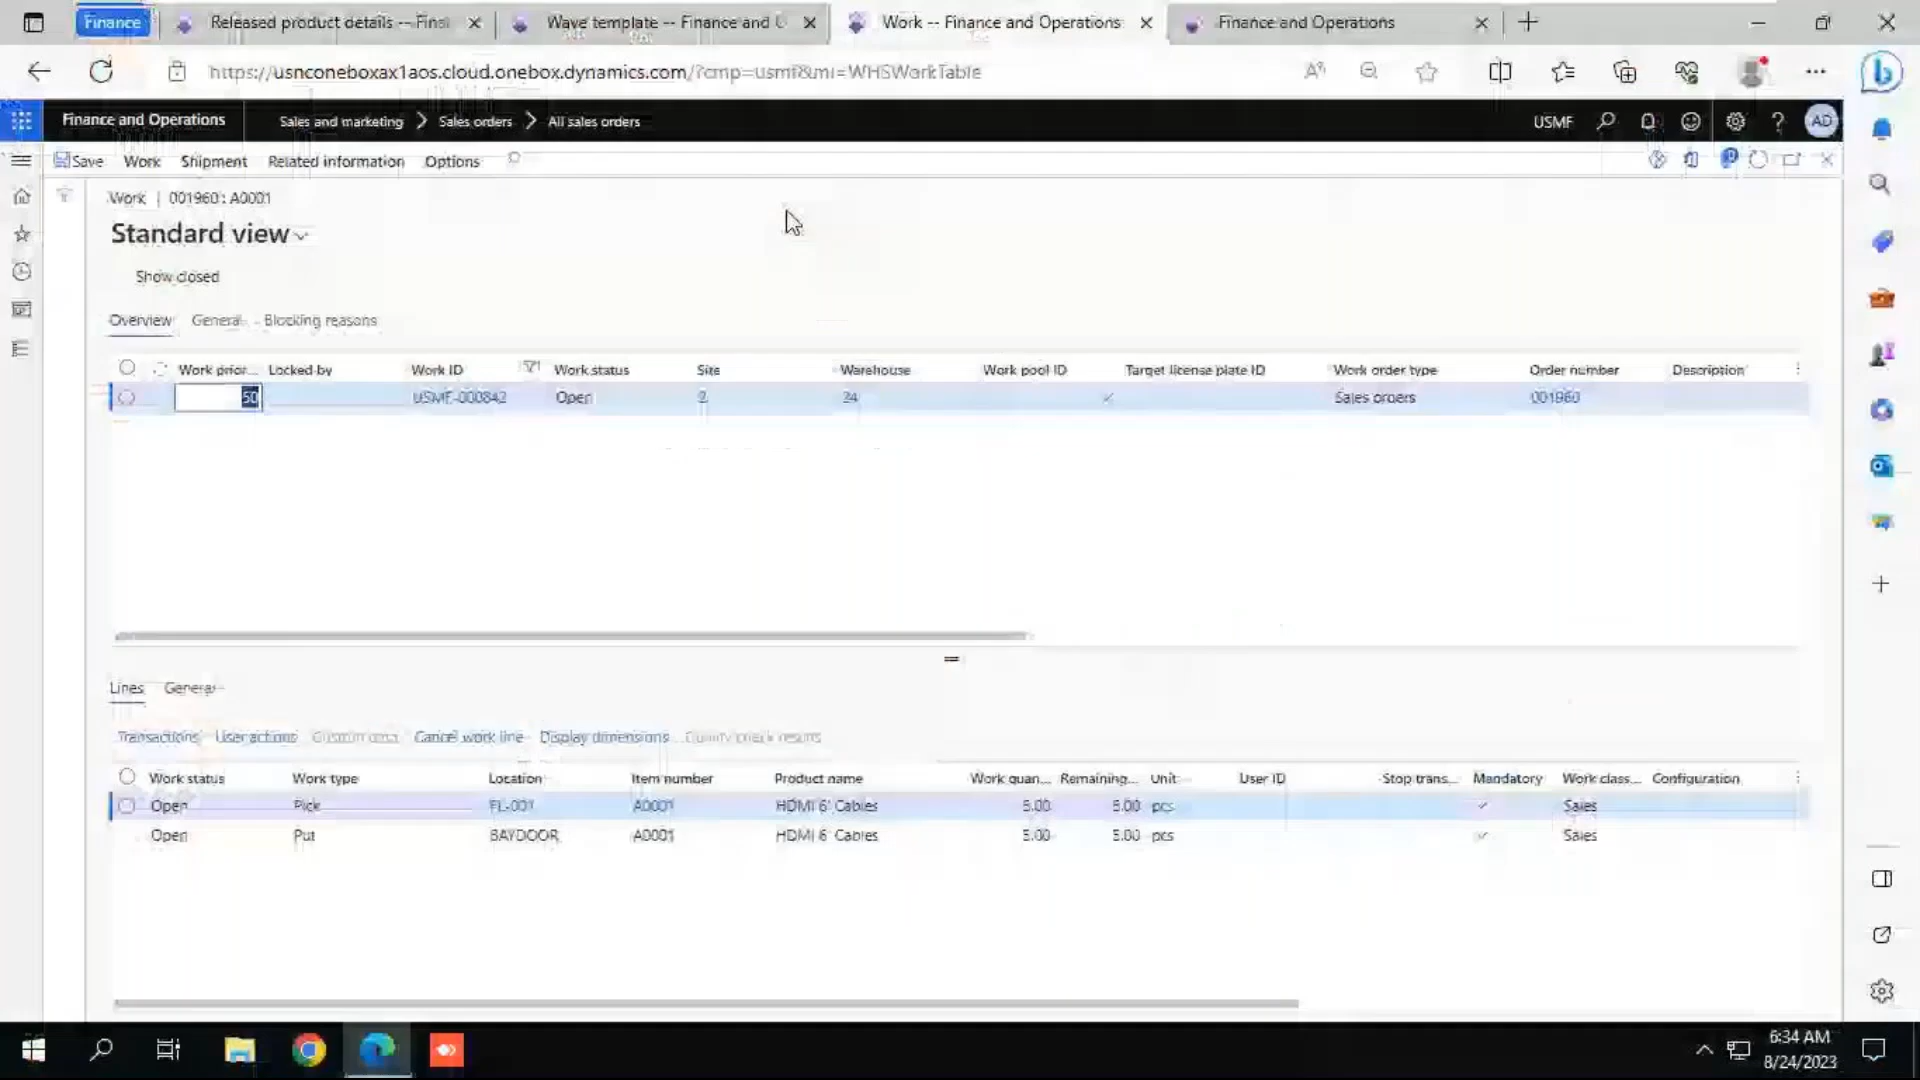 Finance
Released product details -- Finar
Wave template -- Finance and O
Work -- Finance and Operations
Finance and Operations
https://usnconeboxax1aos.cloud.onebox.dynamics.com/?cmp=usmf&mi=WHSWorkTable
Finance and Operations
Sales and marketing
Sales orders
All sales orders
USMF
AD
Save
Work
Shipment
Related information
Options
Work | 001960 : A0001
Standard view
Show closed
Overview
General
Blocking reasons
Work prior... Locked by Work ID Work status Site Warehouse Work pool ID Target license plate ID Work order type Order number Description
50 USMF-000842 Open 2 24 Sales orders 001960
Lines
General
Transactions User actions Custom data Cancel work line Display dimensions Quality check results
Work status Work type Location Item number Product name Work quan... Remaining... Unit User ID Stop trans... Mandatory Work class... Configuration
Open Pick FL-001 A0001 HDMI 6' Cables 5.00 5.00 pcs Sales
Open Put BAYDOOR A0001 HDMI 6' Cables 5.00 5.00 pcs Sales
6:34 AM
8/24/2023